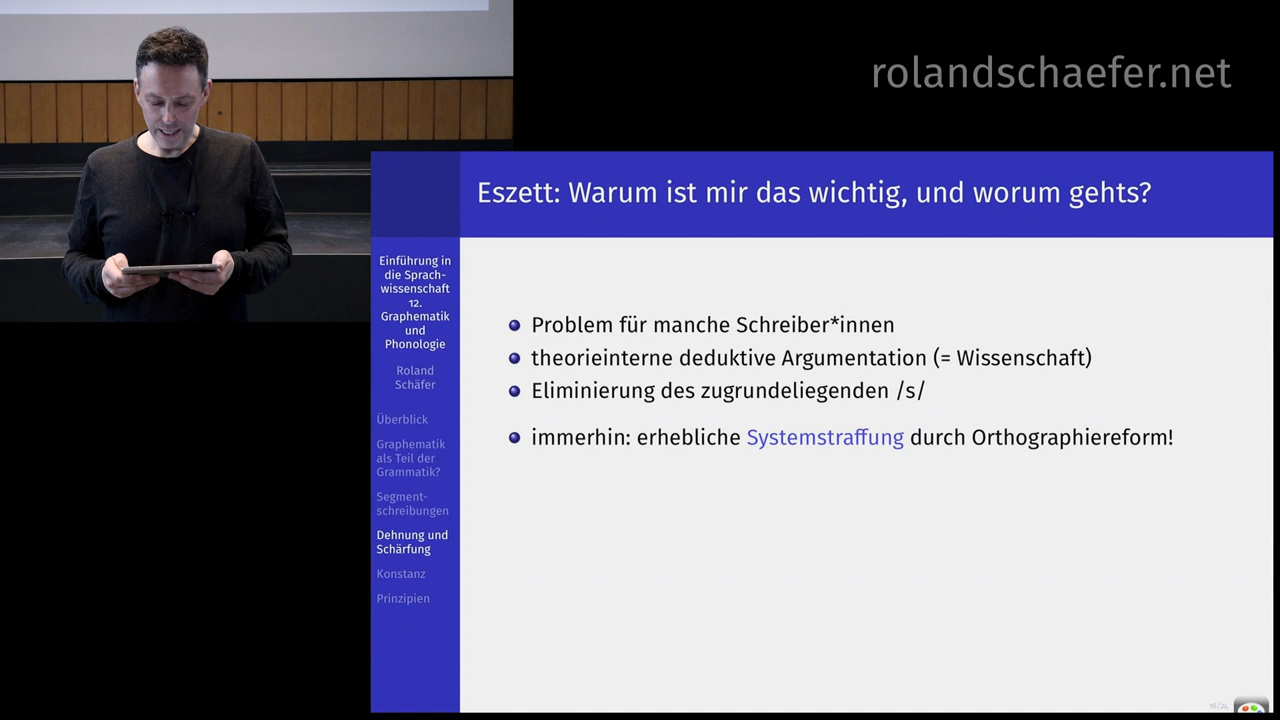 rolandschaefer.net
Eszett: Warum ist mir das wichtig, und worum gehts?
Einführung in
die Sprach-
wissenschaft
12.
Graphematik
und
Phonologie
Roland
Schäfer
Überblick
Graphematik
als Teil der
Grammatik?
Segment-
schreibungen
Dehnung und
Schärfung
Konstanz
Prinzipien
Problem für manche Schreiber*innen
theorieinterne deduktive Argumentation (= Wissenschaft)
Eliminierung des zugrundeliegenden /s/
immerhin: erhebliche Systemstraffung durch Orthographiereform!
16/24